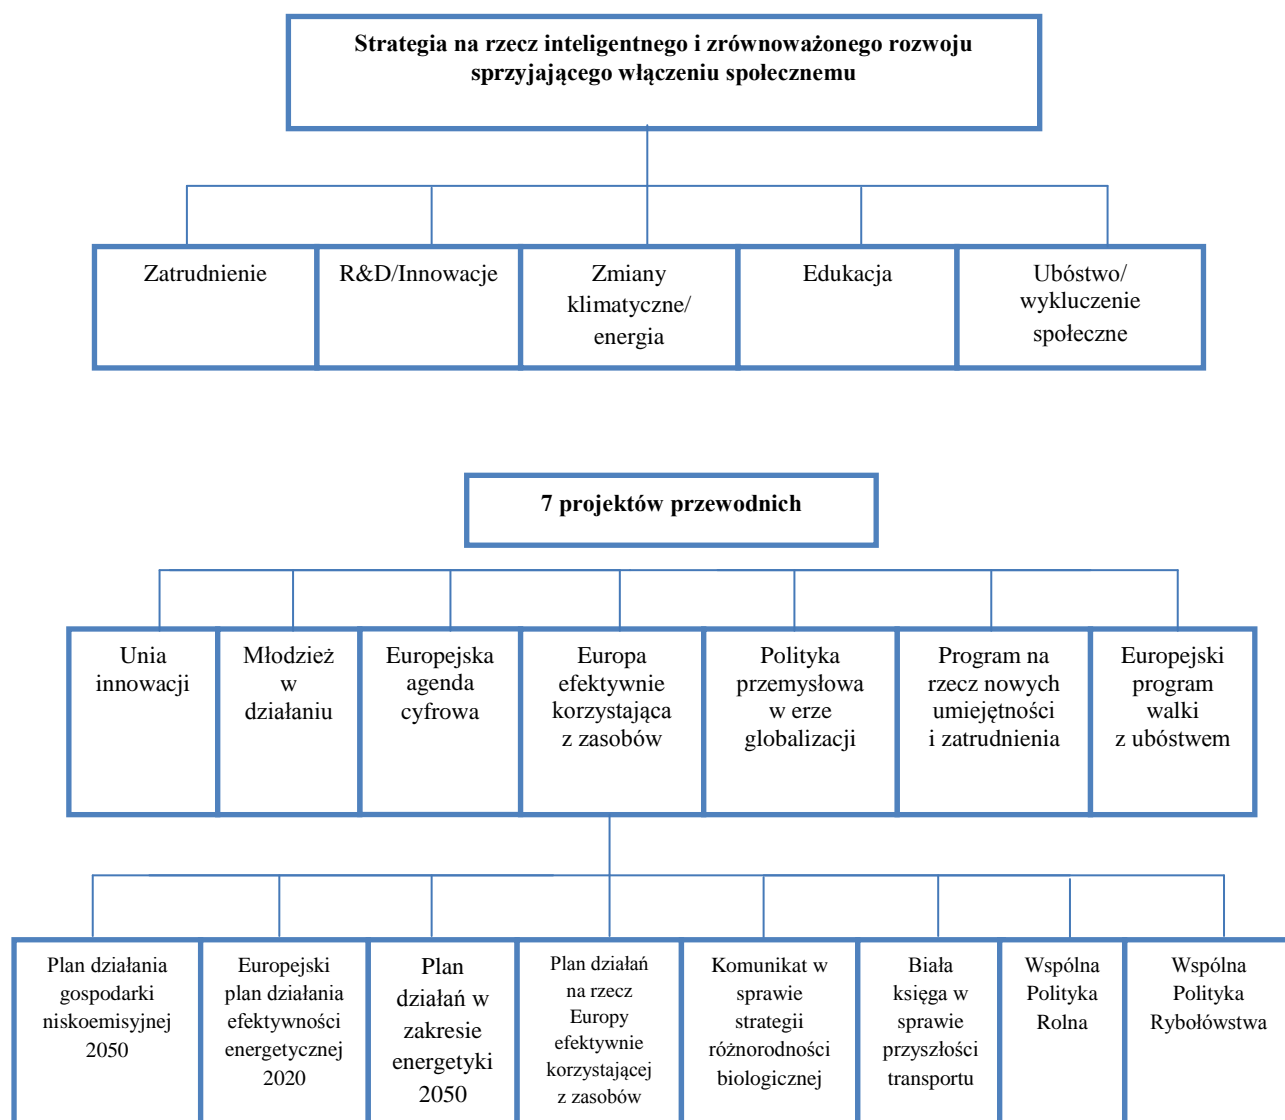 Strategia na rzecz inteligentnego i zrównoważonego rozwoju
sprzyjającego włączeniu społecznemu
Zatrudnienie
R&D/Innowacje
Zmiany
klimatyczne/
energia
Edukacja
Ubóstwo/
wykluczenie
społeczne
7 projektów przewodnich
Unia
innowacji
Młodzież
w
działaniu
Europejska
agenda
cyfrowa
Europa
efektywnie
korzystająca
z zasobów
Polityka
przemysłowa
w erze
globalizacji
Program na
rzecz nowych
umiejętności
i zatrudnienia
Europejski
program
walki
z ubóstwem
Plan działania
gospodarki
niskoemisyjnej
2050
Europejski
plan działania
efektywności
energetycznej
2020
Plan
działań w
zakresie
energetyki
2050
Plan działań
na rzecz
Europy
efektywnie
korzystającej
z zasobów
Komunikat w
sprawie
strategii
różnorodności
biologicznej
Biała
księga w
sprawie
przyszłości
transportu
Wspólna
Polityka
Rolna
Wspólna
Polityka
Rybołówstwa